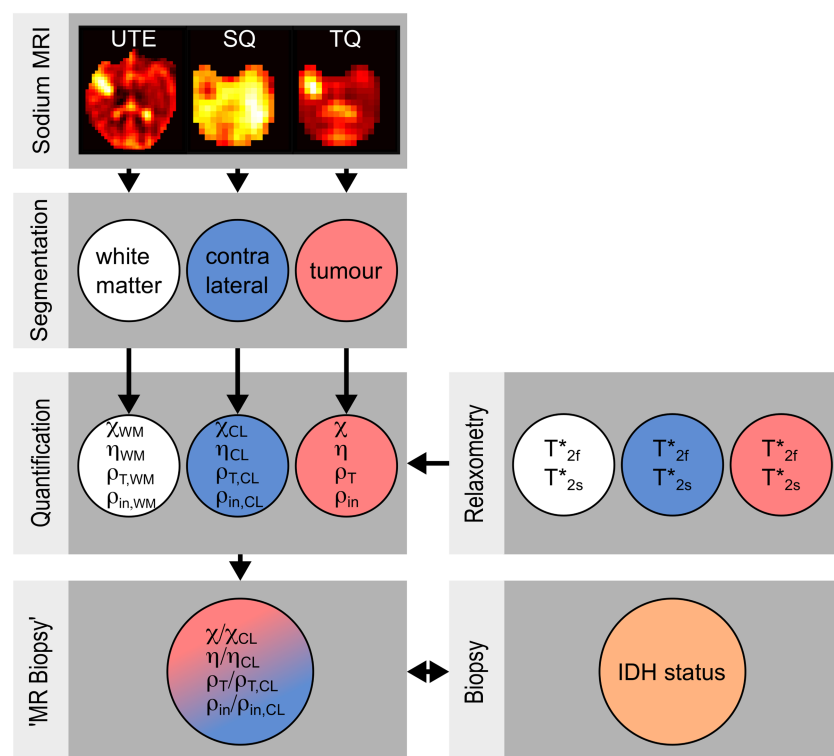 Sodium MRI
UTE
SQ
TQ
Segmentation
white
matter
contra
lateral
tumour
Quantification
χWM
ηWM
ρT,WM
ρin,WM
χCL
ηCL
ρT,CL
ρin,CL
χ
η
ρT
ρin
Relaxometry
T*2f
T*2s
T*2f
T*2s
T*2f
T*2s
'MR Biopsy'
χ/χCL
η/ηCL
ρT/ρT,CL
ρin/ρin,CL
Biopsy
IDH status